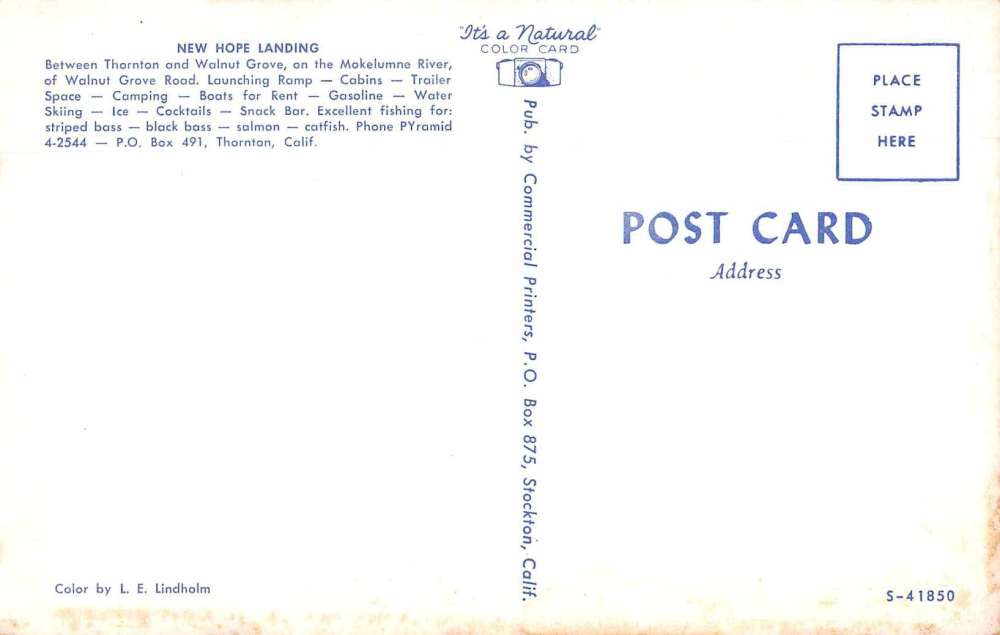 "It's a Natural"
COLOR CARD
NEW HOPE LANDING
Between Thornton and Walnut Grove, on the Mokelumne River,
of Walnut Grove Road. Launching Ramp — Cabins — Trailer
Space — Camping — Boats for Rent — Gasoline — Water
Skiing — Ice — Cocktails — Snack Bar. Excellent fishing for:
striped bass — black bass — salmon — catfish. Phone PYramid
4-2544 — P.O. Box 491, Thornton, Calif.
Pub. by Commercial Printers, P.O. Box 875, Stockton, Calif.
PLACE
STAMP
HERE
POST CARD
Address
Color by L. E. Lindholm
S-41850